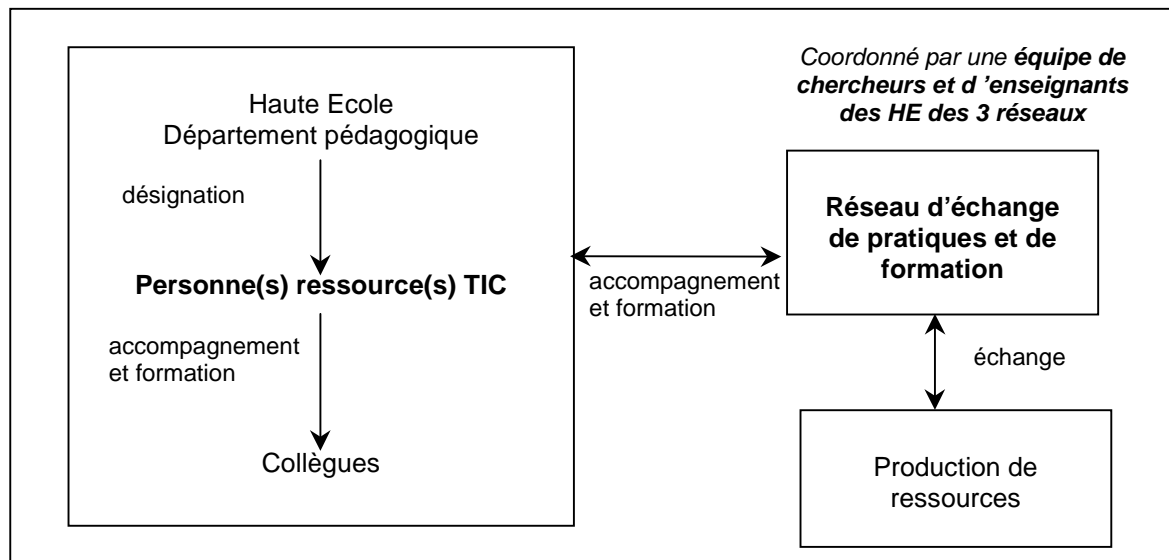 Haute Ecole
Département pédagogique
désignation
Personne(s) ressource(s) TIC
accompagnement
et formation
Collègues
accompagnement
et formation
Coordonné par une équipe de
chercheurs et d ’enseignants
des HE des 3 réseaux
Réseau d’échange
de pratiques et de
formation
échange
Production de
ressources